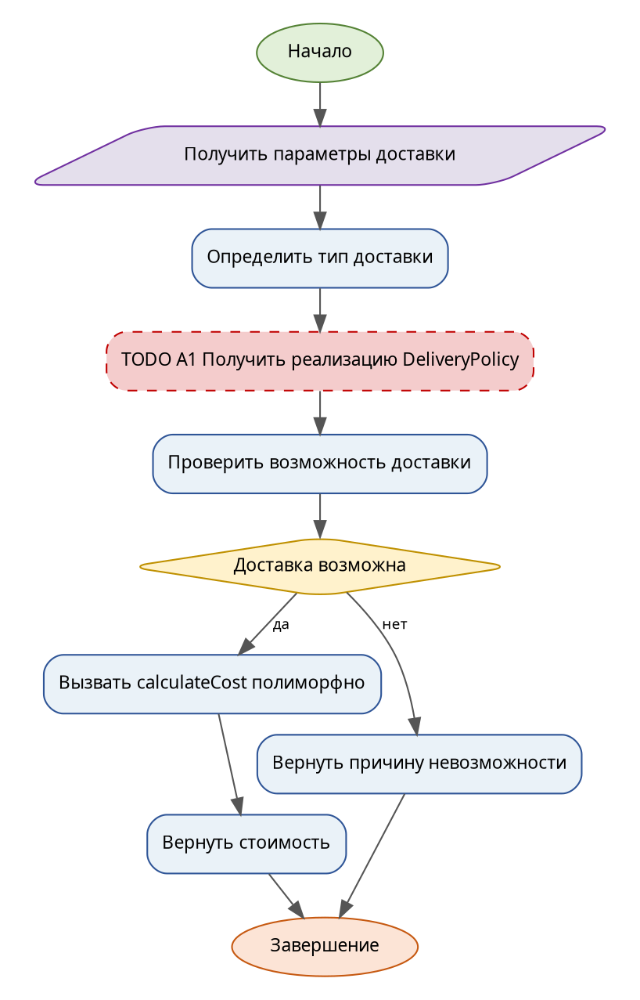 Начало
Получить параметры доставки
Определить тип доставки
TODO A1 Получить реализацию DeliveryPolicy
Проверить возможность доставки
Доставка возможна
да
нет
Вызвать calculateCost полиморфно
Вернуть причину невозможности
Вернуть стоимость
Завершение